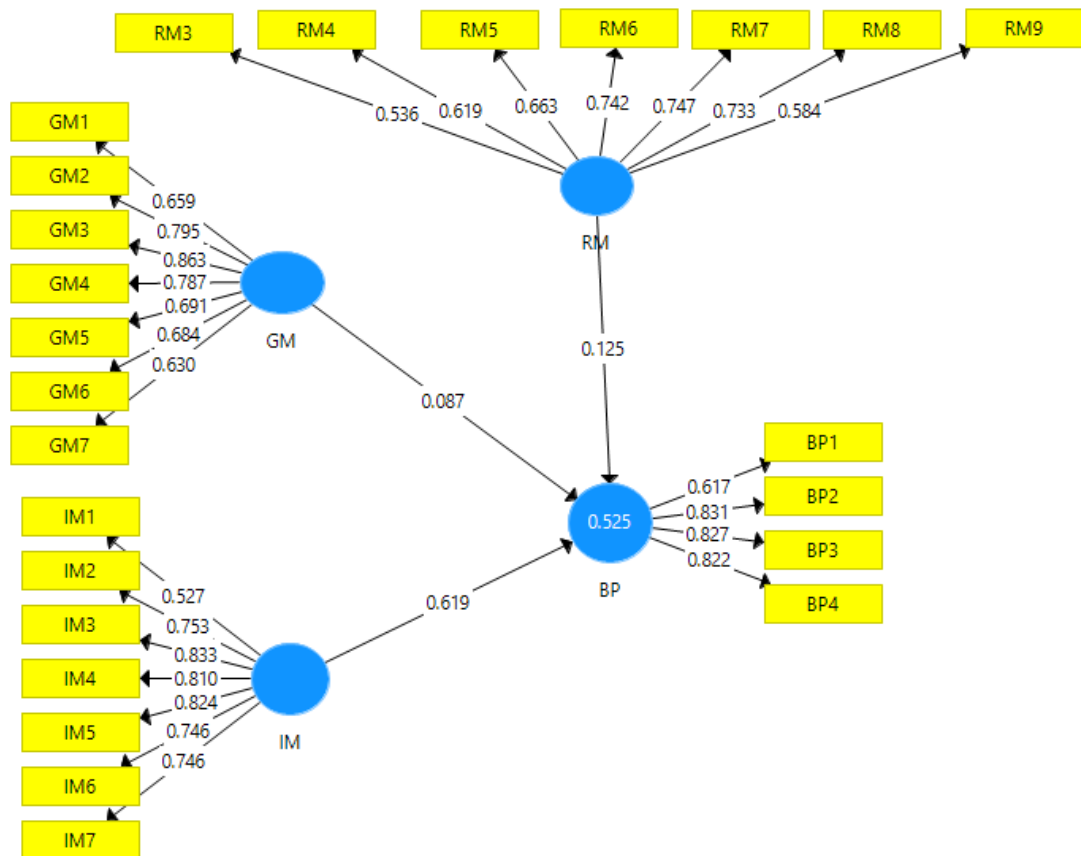 RM3
RM4
RM5
RM6
RM7
RM8
RM9
0.536
0.619
0.663
0.742
0.747
0.733
0.584
RM
GM1
GM2
GM3
GM4
GM5
GM6
GM7
0.659
0.795
0.863
0.787
0.691
0.684
0.630
GM
0.125
0.087
IM1
IM2
IM3
IM4
IM5
IM6
IM7
0.527
0.753
0.833
0.810
0.824
0.746
0.746
IM
0.619
0.525
BP
0.617
0.831
0.827
0.822
BP1
BP2
BP3
BP4